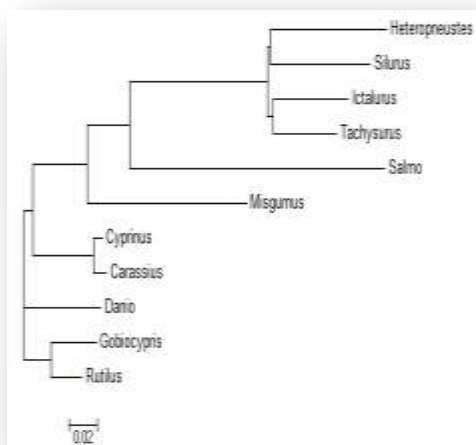 Heteropneustes
Silurus
Ictalurus
Tachysurus
Salmo
Misgurnus
Cyprinus
Carassius
Danio
Gobiocypris
Rutilus
0.02